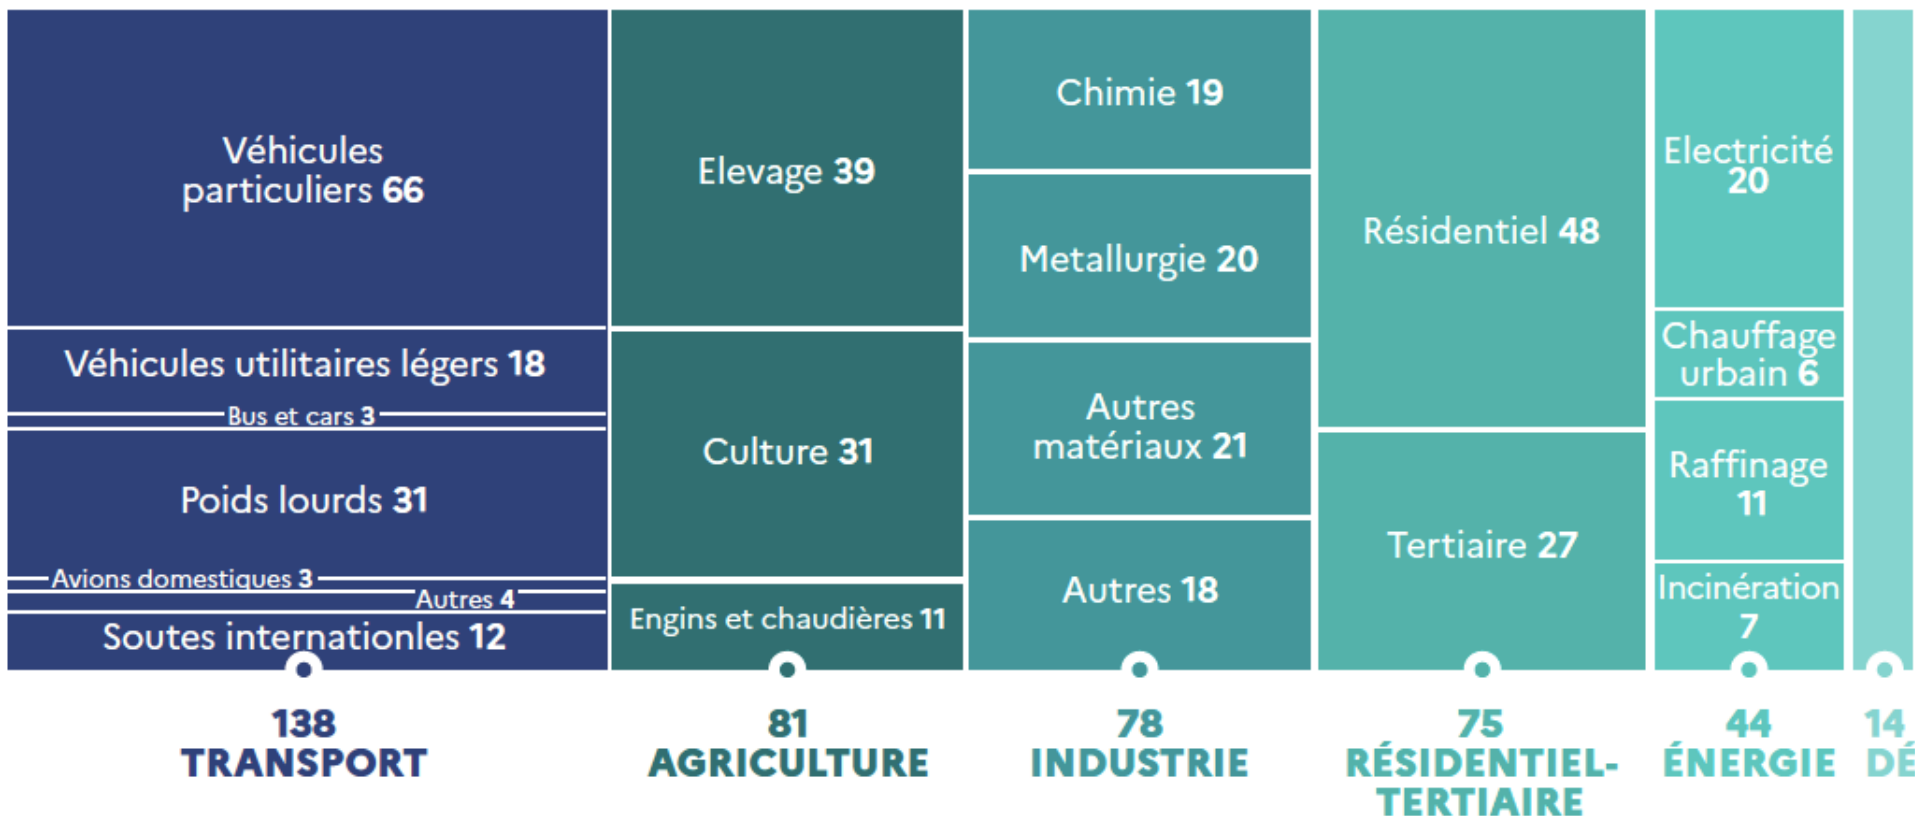 Véhicules
particuliers 66
Véhicules utilitaires légers 18
Bus et cars 3
Poids lourds 31
Avions domestiques 3
Autres 4
Soutes internationles 12
138
TRANSPORT
Elevage 39
Culture 31
Engins et chaudières 11
81
AGRICULTURE
Chimie 19
Metallurgie 20
Autres
matériaux 21
Autres 18
78
INDUSTRIE
Résidentiel 48
Tertiaire 27
75
RÉSIDENTIEL-
TERTIAIRE
Electricité
20
Chauffage
urbain 6
Raffinage
11
Incinération
7
44
ÉNERGIE
14
DÉ